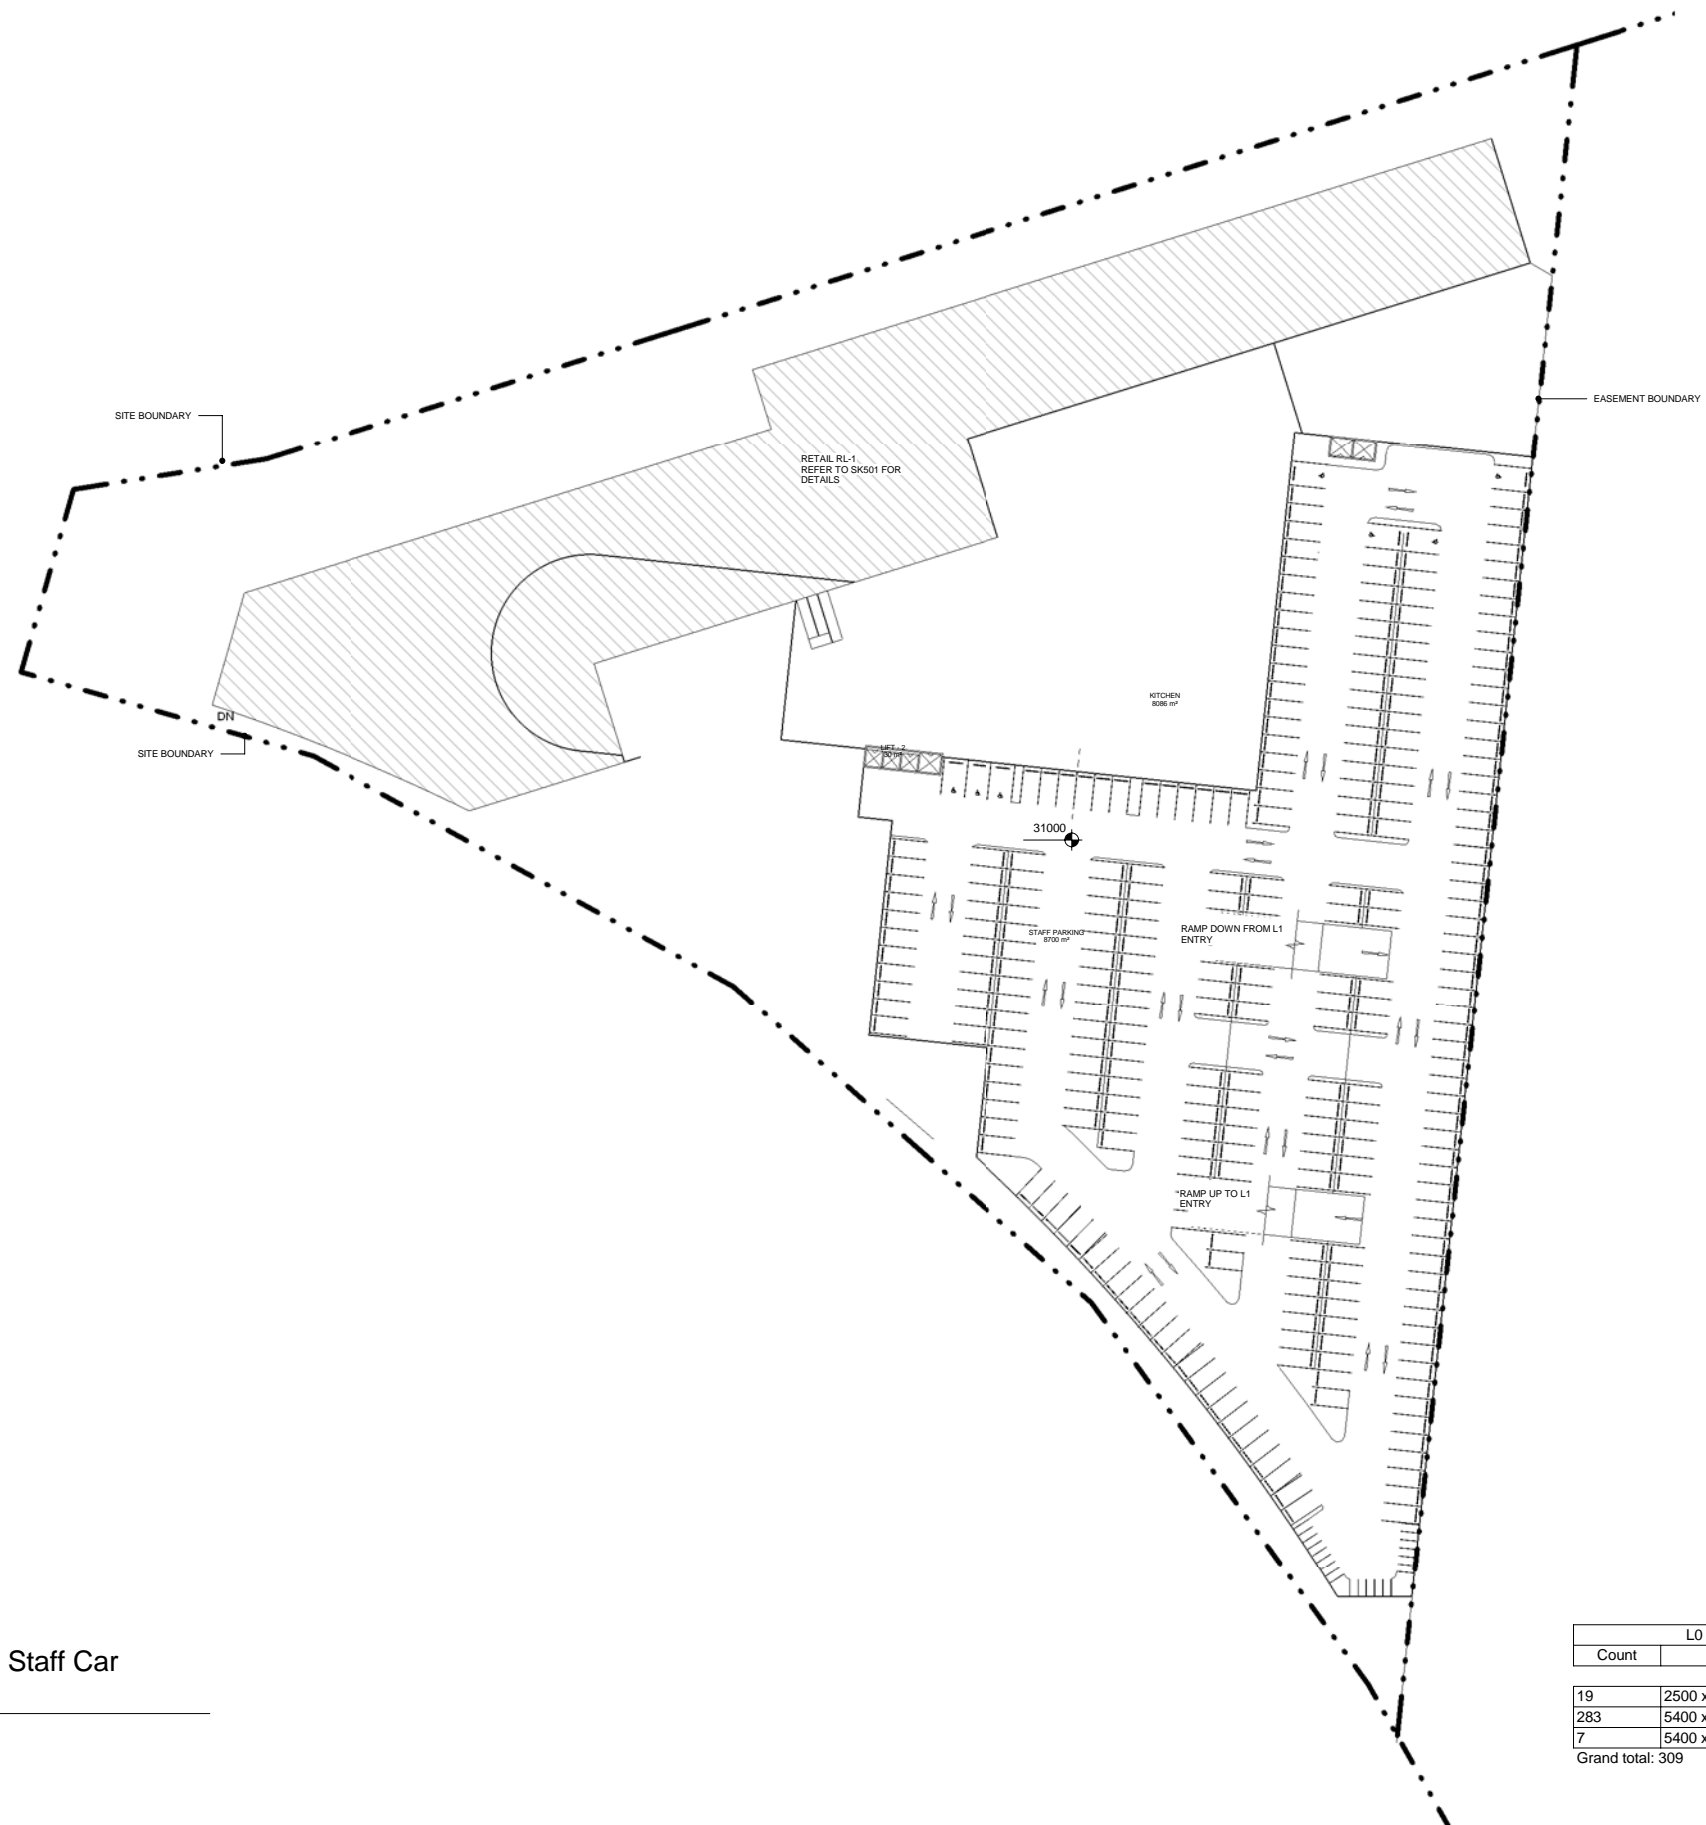 SITE BOUNDARY
EASEMENT BOUNDARY
RETAIL RL-1
REFER TO SK501 FOR
DETAILS
DN
SITE BOUNDARY
KITCHEN
8086 m²
LIFT - 2
31000
STAFF PARKING
8700 m²
RAMP DOWN FROM L1
ENTRY
RAMP UP TO L1
ENTRY
Staff Car
L0
Count
19 2500 x
283 5400 x
7 5400 x
Grand total: 309